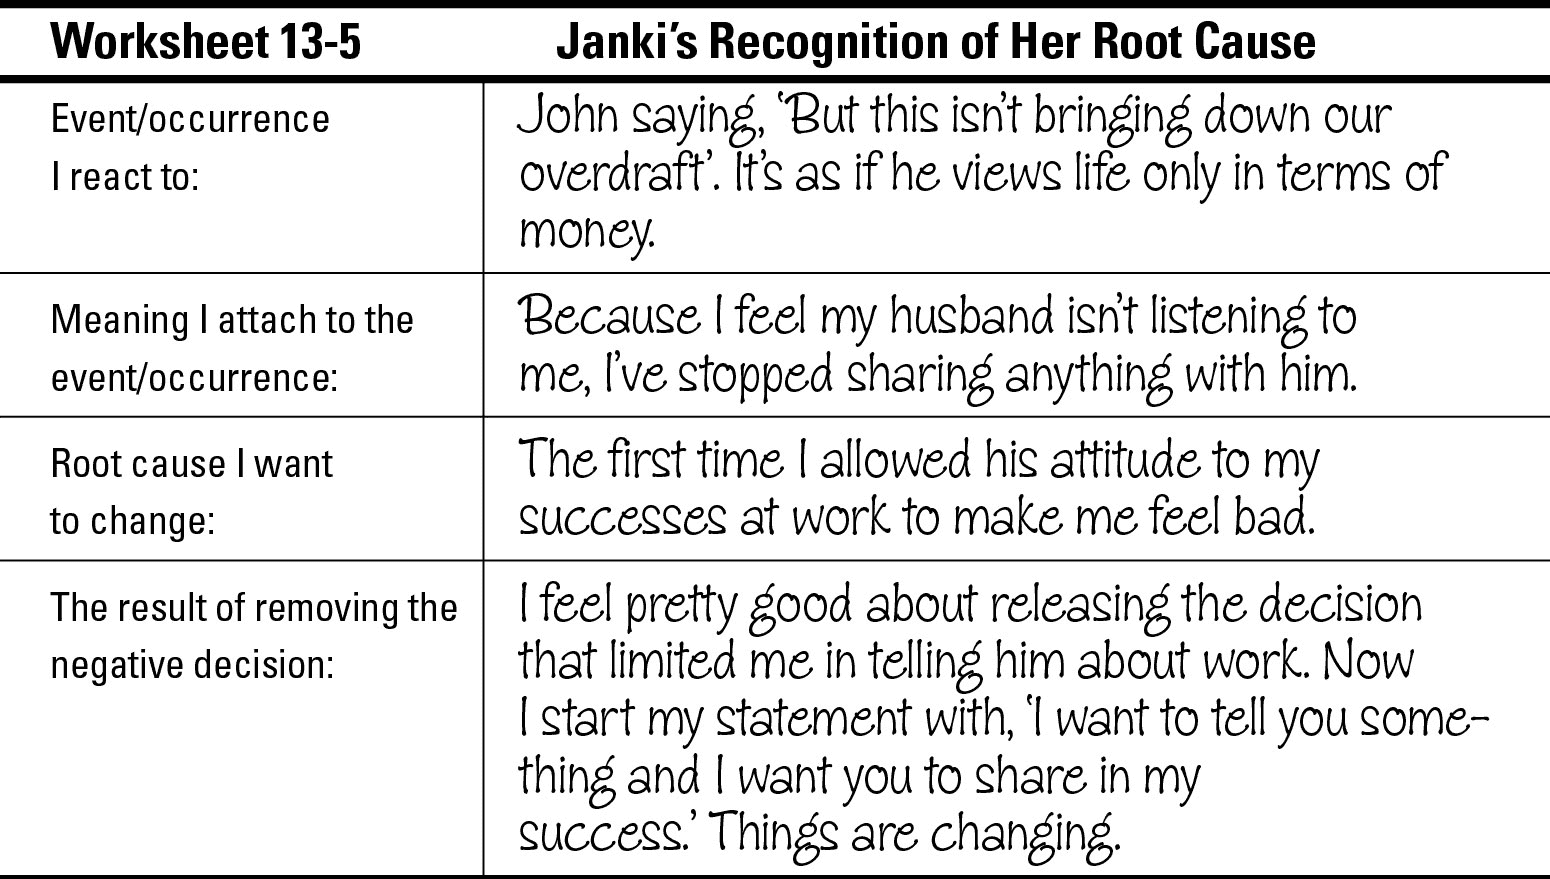 Worksheet 13-5 Janki’s Recognition of Her Root Cause
Event/occurrence
I react to:
John saying, ‘But this isn’t bringing down our
overdraft’. It’s as if he views life only in terms of
money.
Meaning I attach to the
event/occurrence:
Because I feel my husband isn’t listening to
me, I’ve stopped sharing anything with him.
Root cause I want
to change:
The first time I allowed his attitude to my
successes at work to make me feel bad.
The result of removing the
negative decision:
I feel pretty good about releasing the decision
that limited me in telling him about work. Now
I start my statement with, ‘I want to tell you some-
thing and I want you to share in my
success.’ Things are changing.